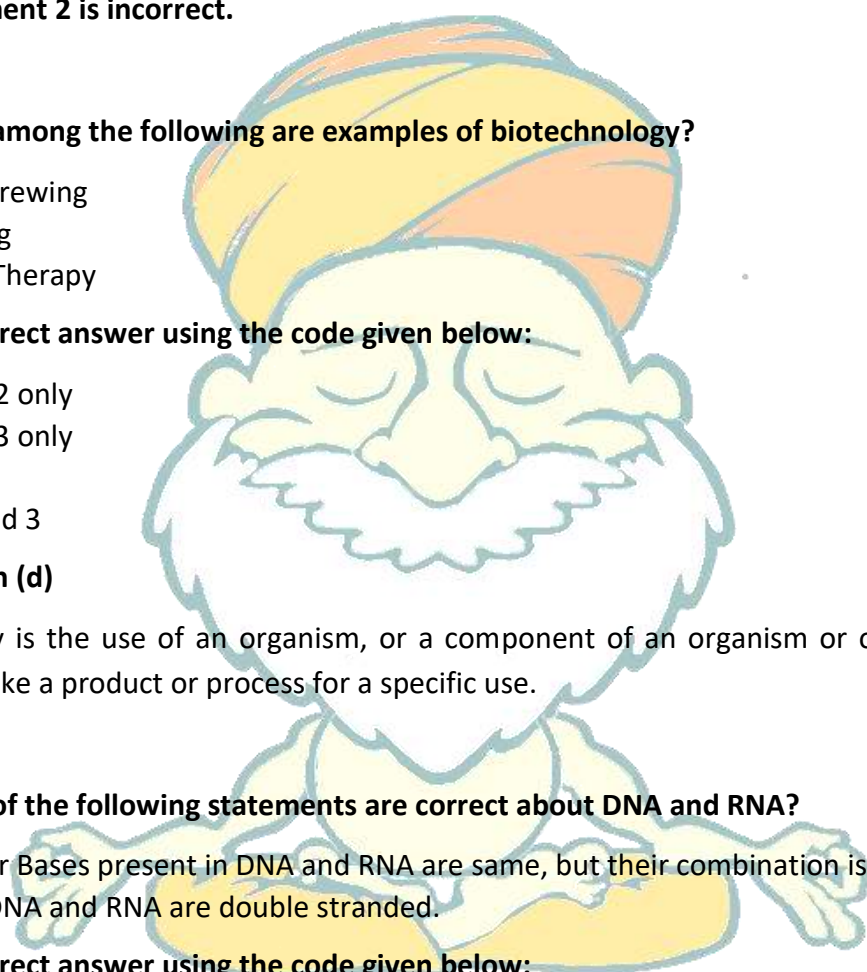 nent 2 is incorrect.
among the following are examples of biotechnology?
rewing
g
Therapy
rrect answer using the code given below:
2 only
3 only
d 3
n (d)
y is the use of an organism, or a component of an organism or o
ke a product or process for a specific use.
of the following statements are correct about DNA and RNA?
r Bases present in DNA and RNA are same, but their combination is
DNA and RNA are double stranded.
rrect answer using the code given below: